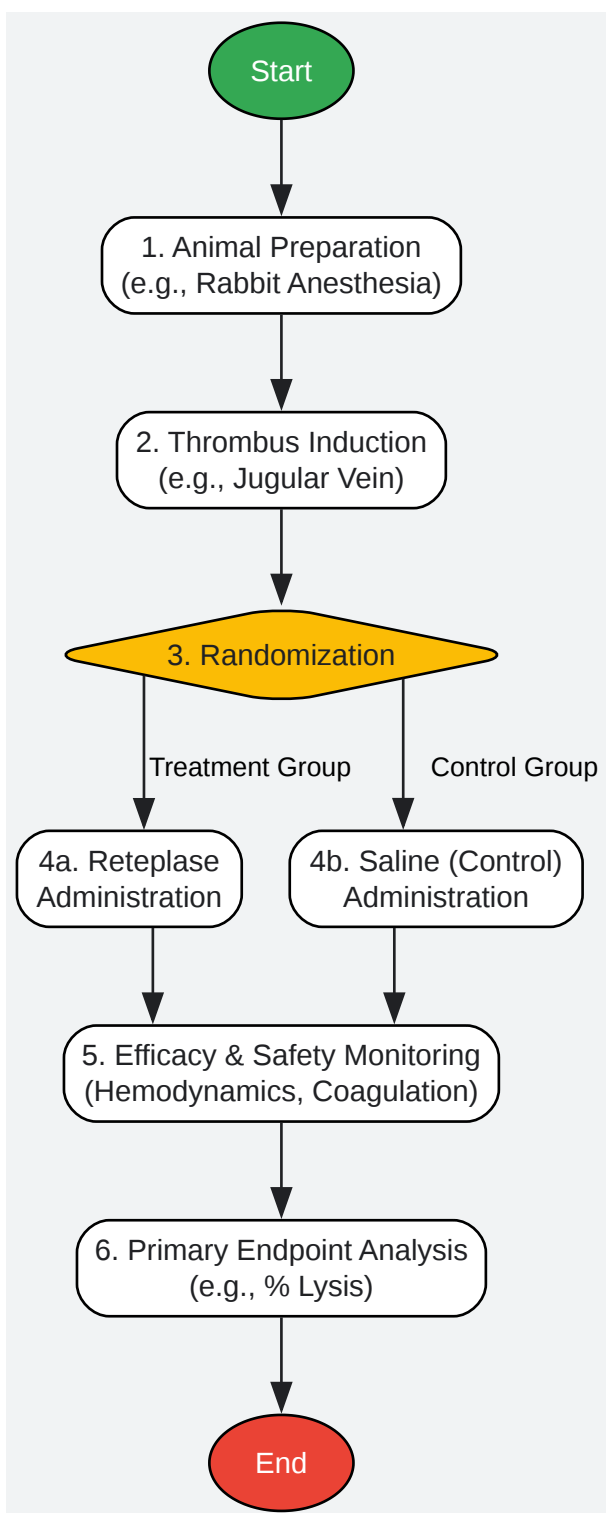 Start
1. Animal Preparation
(e.g., Rabbit Anesthesia)
2. Thrombus Induction
(e.g., Jugular Vein)
3. Randomization
Treatment Group
Control Group
4a. Reteplase
Administration
4b. Saline (Control)
Administration
5. Efficacy & Safety Monitoring
(Hemodynamics, Coagulation)
6. Primary Endpoint Analysis
(e.g., % Lysis)
End